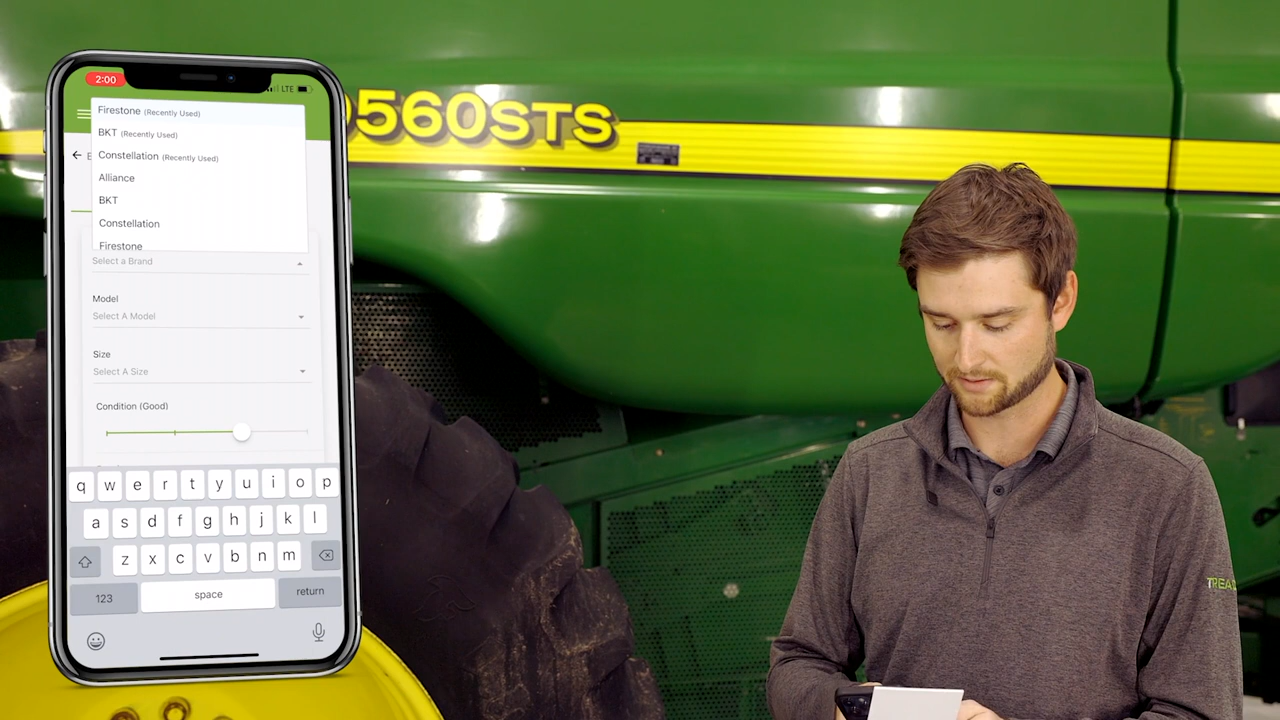 2:00
LTE
Firestone (Recently Used)
BKT (Recently Used)
Constellation (Recently Used)
Alliance
BKT
Constellation
Firestone
Select a Brand
Model
Select A Model
Size
Select A Size
Condition (Good)
q w e r t y u i o p
a s d f g h j k l
z x c v b n m
123 space return
560STS
TREAD